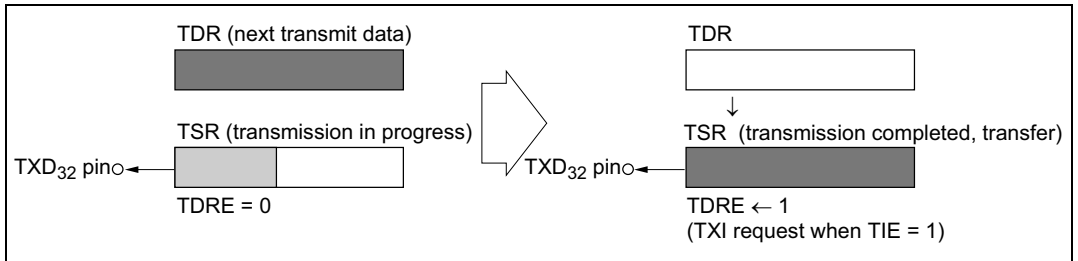 TDR (next transmit data)
TSR (transmission in progress)
TXD32 pin
TDRE = 0
TDR
↓
TSR (transmission completed, transfer)
TXD32 pin
TDRE ← 1
(TXI request when TIE = 1)